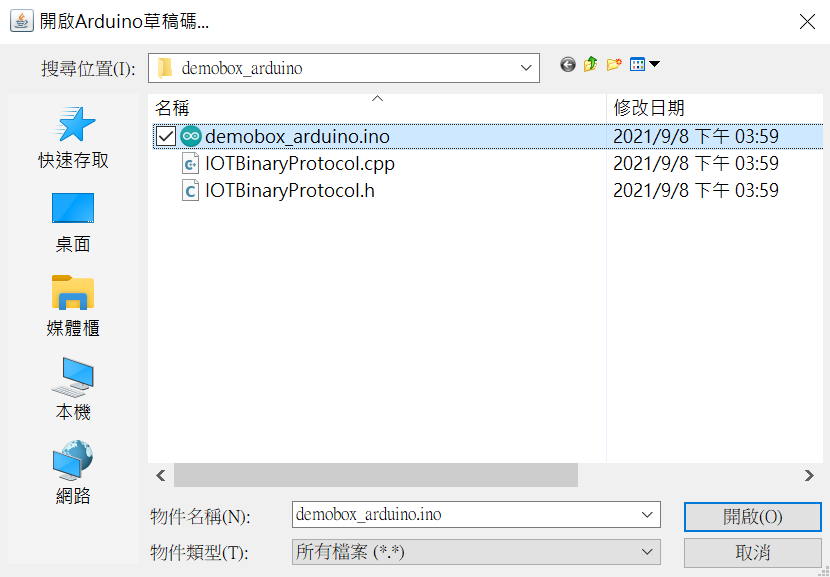 開啟Arduino草稿碼...
搜尋位置(I):
demobox_arduino
快速存取
桌面
媒體櫃
本機
網路
名稱
修改日期
demobox_arduino.ino
2021/9/8 下午 03:59
IOTBinaryProtocol.cpp
2021/9/8 下午 03:59
IOTBinaryProtocol.h
2021/9/8 下午 03:59
物件名稱(N):
demobox_arduino.ino
開啟(O)
物件類型(T):
所有檔案 (*.*)
取消